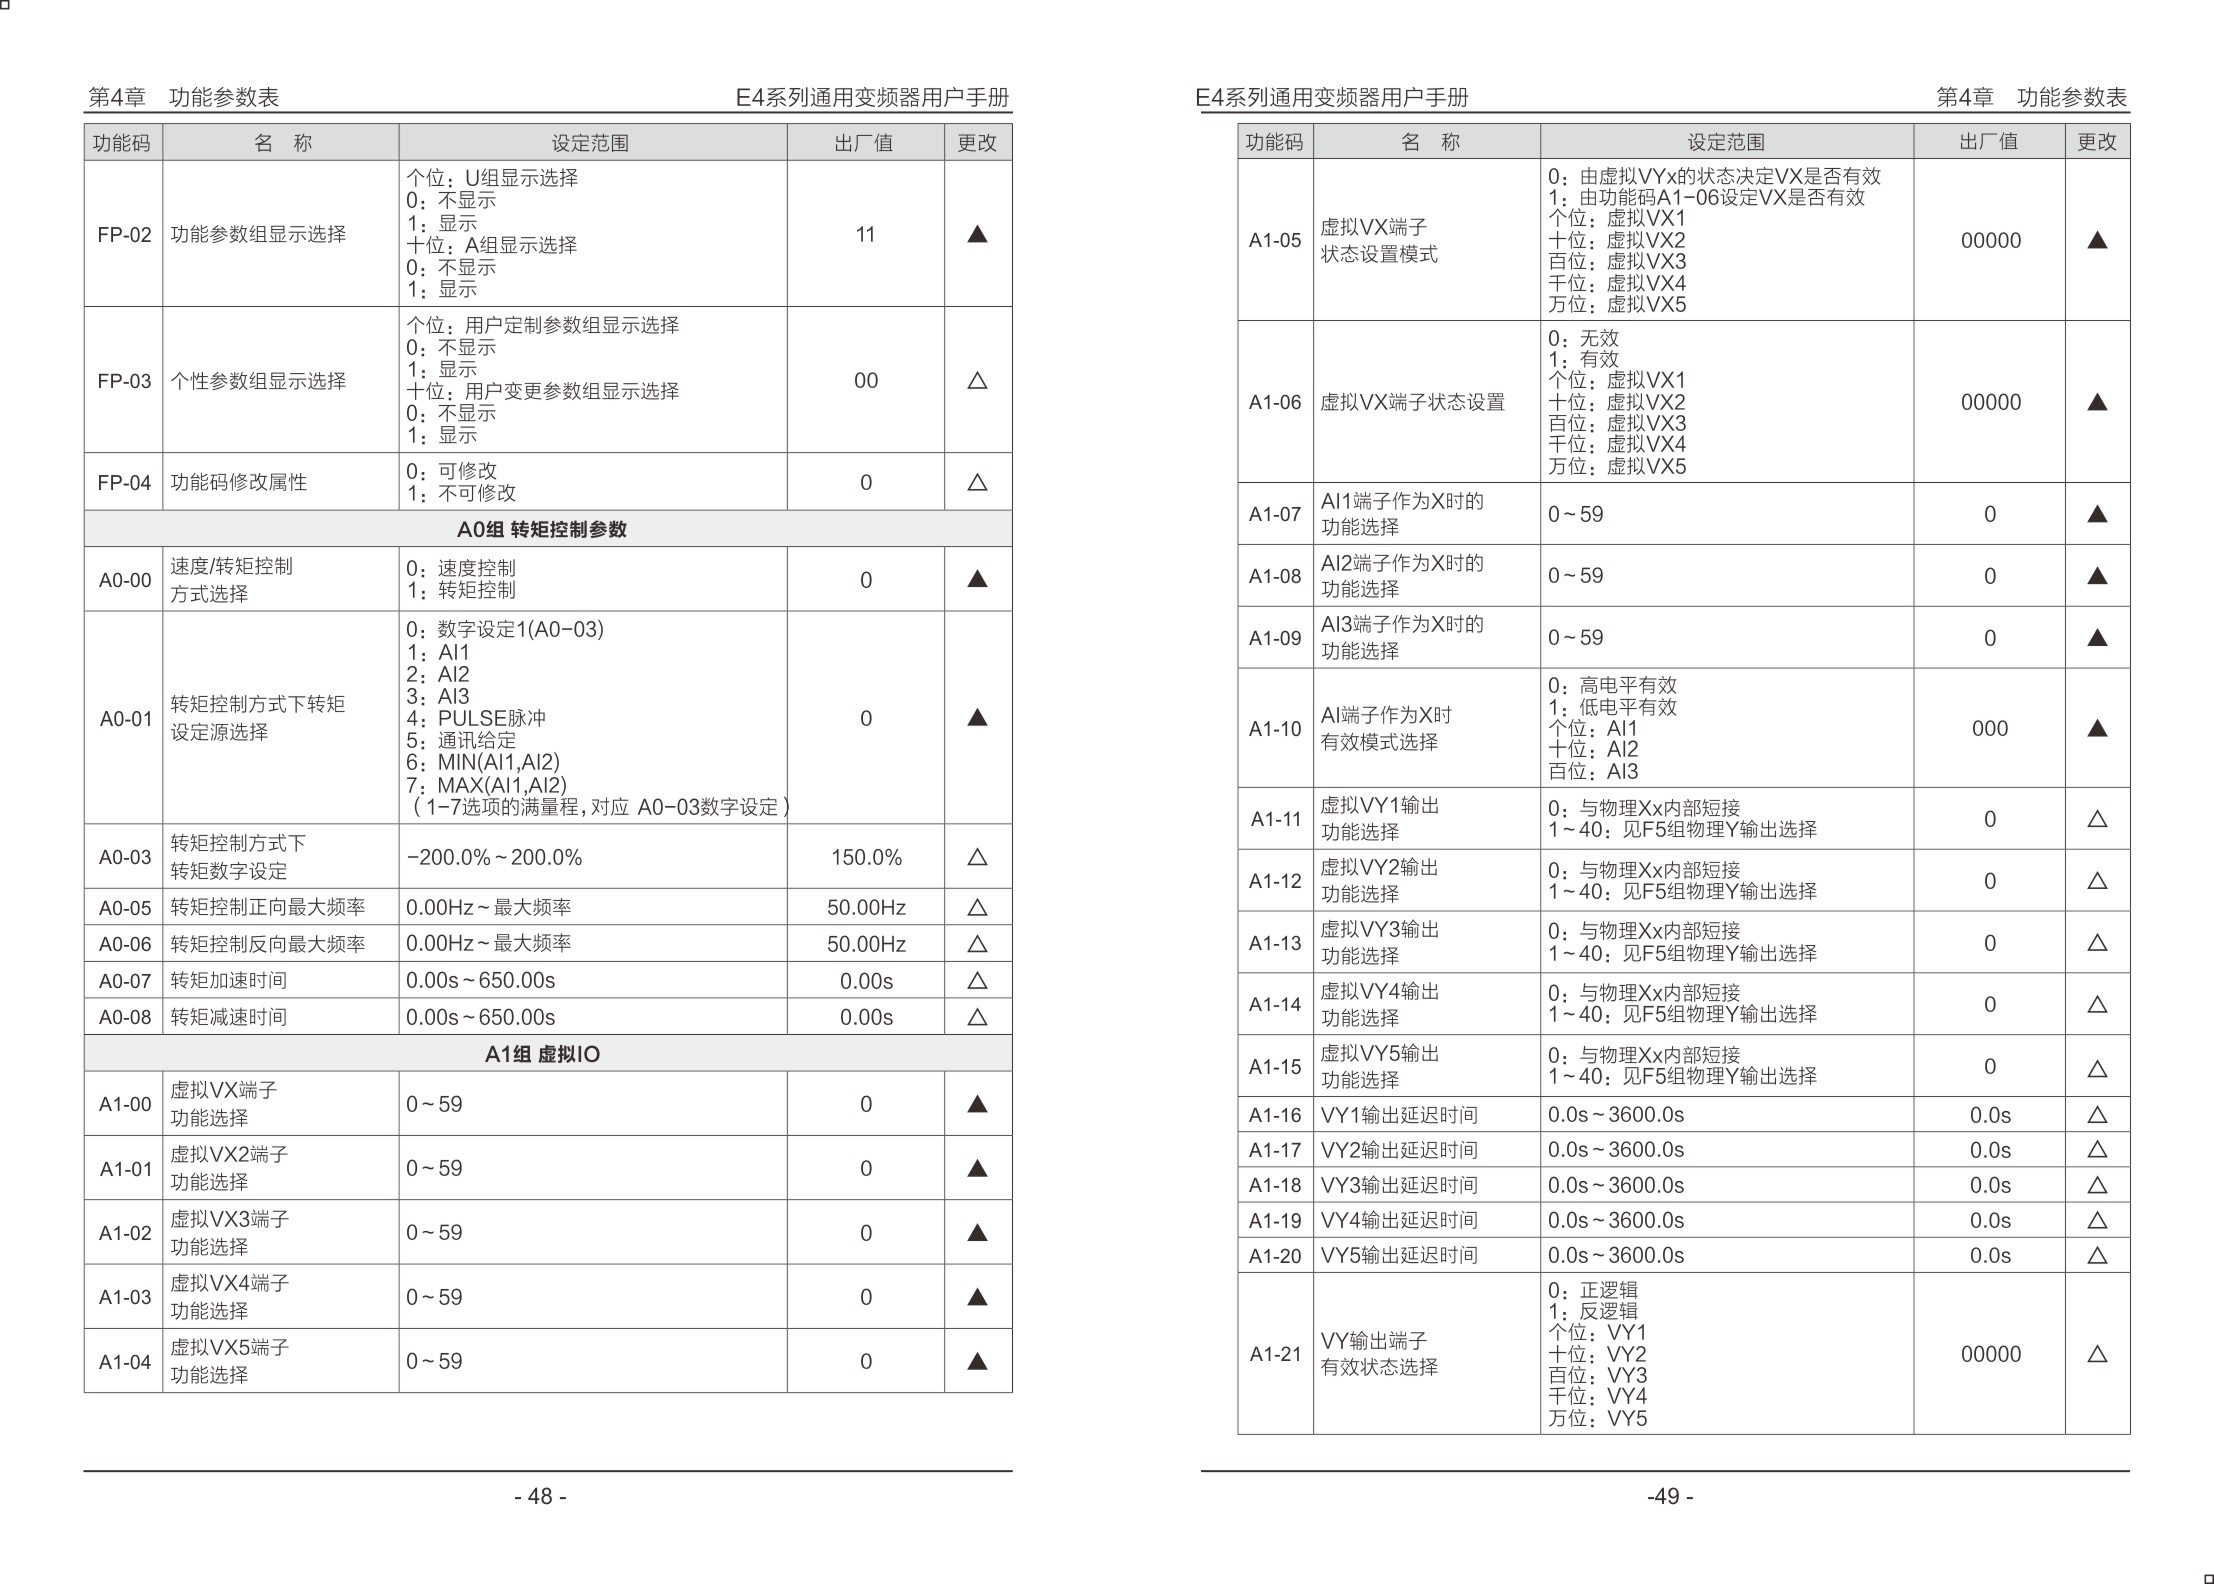 第4章 功能参数表
E4系列通用变频器用户手册
功能码 名 称 设定范围 出厂值 更改
FP-02 功能参数组显示选择 个位：U组显示选择 11 ▲
0：不显示
1：显示
十位：A组显示选择
0：不显示
1：显示
FP-03 个性参数组显示选择 个位：用户定制参数组显示选择 00 △
0：不显示
1：显示
十位：用户变更参数组显示选择
0：不显示
1：显示
FP-04 功能码修改属性 0：可修改 0 △
1：不可修改
A0组 转矩控制参数
A0-00 速度/转矩控制
方式选择
0：速度控制
1：转矩控制
0 ▲
A0-01 转矩控制方式下转矩
设定源选择
0：数字设定1(A0-03)
1：AI1
2：AI2
3：AI3
4：PULSE脉冲
5：通讯给定
6：MIN(AI1,AI2)
7：MAX(AI1,AI2)
（1-7选项的满量程，对应 A0-03数字设定）
0 ▲
A0-03 转矩控制方式下
转矩数字设定
-200.0%~200.0% 150.0% △
A0-05 转矩控制正向最大频率 0.00Hz~最大频率 50.00Hz △
A0-06 转矩控制反向最大频率 0.00Hz~最大频率 50.00Hz △
A0-07 转矩加速时间 0.00s~650.00s 0.00s △
A0-08 转矩减速时间 0.00s~650.00s 0.00s △
A1组 虚拟IO
A1-00 虚拟VX端子
功能选择
0~59 0 ▲
A1-01 虚拟VX2端子
功能选择
0~59 0 ▲
A1-02 虚拟VX3端子
功能选择
0~59 0 ▲
A1-03 虚拟VX4端子
功能选择
0~59 0 ▲
A1-04 虚拟VX5端子
功能选择
0~59 0 ▲
- 48 -
E4系列通用变频器用户手册
第4章 功能参数表
功能码 名 称 设定范围 出厂值 更改
A1-05 虚拟VX端子
状态设置模式
0：由虚拟VYx的状态决定VX是否有效
1：由功能码A1-06设定VX是否有效
个位：虚拟VX1
十位：虚拟VX2
百位：虚拟VX3
千位：虚拟VX4
万位：虚拟VX5
00000 ▲
A1-06 虚拟VX端子状态设置
0：无效
1：有效
个位：虚拟VX1
十位：虚拟VX2
百位：虚拟VX3
千位：虚拟VX4
万位：虚拟VX5
00000 ▲
A1-07 AI1端子作为X时的
功能选择
0~59 0 ▲
A1-08 AI2端子作为X时的
功能选择
0~59 0 ▲
A1-09 AI3端子作为X时的
功能选择
0~59 0 ▲
A1-10 AI端子作为X时
有效模式选择
0：高电平有效
1：低电平有效
个位：AI1
十位：AI2
百位：AI3
000 ▲
A1-11 虚拟VY1输出
功能选择
0：与物理Xx内部短接
1~40：见F5组物理Y输出选择
0 △
A1-12 虚拟VY2输出
功能选择
0：与物理Xx内部短接
1~40：见F5组物理Y输出选择
0 △
A1-13 虚拟VY3输出
功能选择
0：与物理Xx内部短接
1~40：见F5组物理Y输出选择
0 △
A1-14 虚拟VY4输出
功能选择
0：与物理Xx内部短接
1~40：见F5组物理Y输出选择
0 △
A1-15 虚拟VY5输出
功能选择
0：与物理Xx内部短接
1~40：见F5组物理Y输出选择
0 △
A1-16 VY1输出延迟时间 0.0s~3600.0s 0.0s △
A1-17 VY2输出延迟时间 0.0s~3600.0s 0.0s △
A1-18 VY3输出延迟时间 0.0s~3600.0s 0.0s △
A1-19 VY4输出延迟时间 0.0s~3600.0s 0.0s △
A1-20 VY5输出延迟时间 0.0s~3600.0s 0.0s △
A1-21 VY输出端子
有效状态选择
0：正逻辑
1：反逻辑
个位：VY1
十位：VY2
百位：VY3
千位：VY4
万位：VY5
00000 △
-49 -